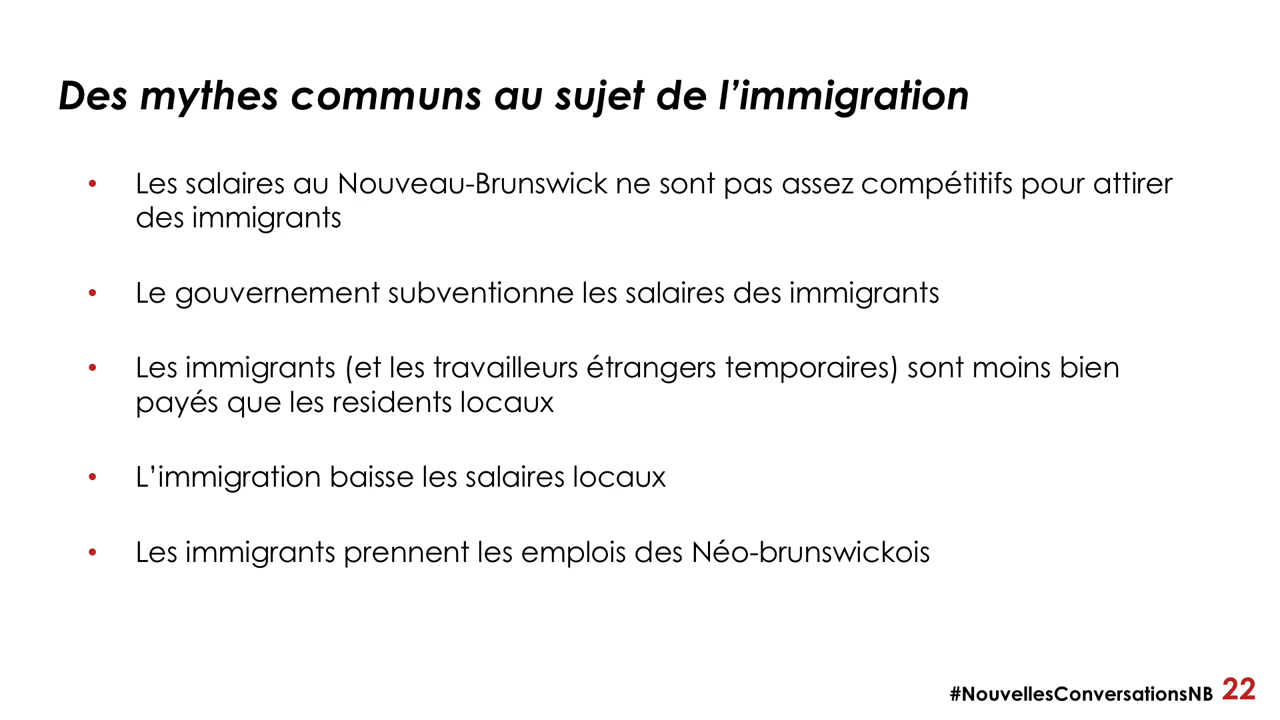 Des mythes communs au sujet de l’immigration
• Les salaires au Nouveau-Brunswick ne sont pas assez compétitifs pour attirer
des immigrants
• Le gouvernement subventionne les salaires des immigrants
• Les immigrants (et les travailleurs étrangers temporaires) sont moins bien
payés que les residents locaux
• L’immigration baisse les salaires locaux
• Les immigrants prennent les emplois des Néo-brunswickois
#NouvellesConversationsNB 22